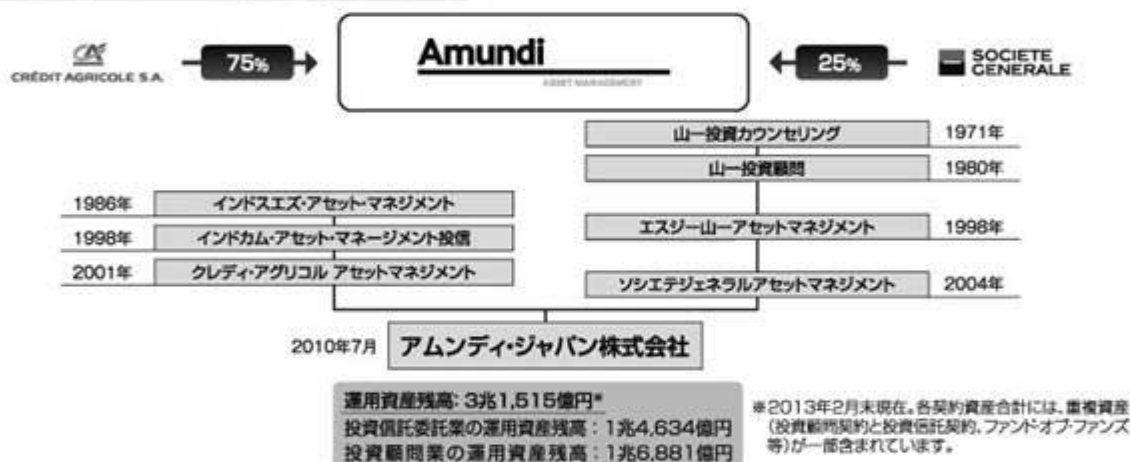 CRÉDIT AGRICOLE S.A.
75%
Amundi
ASSET MANAGEMENT
25%
SOCIETE
GENERALE
山一投資カウンセリング 1971年
山一投資顧問 1980年
1986年 インドスエズ・アセット・マネジメント
1998年 インドカム・アセット・マネージメント投信
エスジー山一アセットマネジメント 1998年
2001年 クレディ・アグリコル アセットマネジメント
ソシエテジェネラルアセットマネジメント 2004年
2010年7月 アムンディ・ジャパン株式会社
運用資産残高:3兆1,515億円*
投資信託委託業の運用資産残高:1兆4,634億円
投資顧問業の運用資産残高:1兆6,881億円
※2013年2月末現在。各契約資産合計には、重複資産
(投資顧問契約と投資信託契約、ファンド・オブ・ファンズ
等)が一部含まれています。